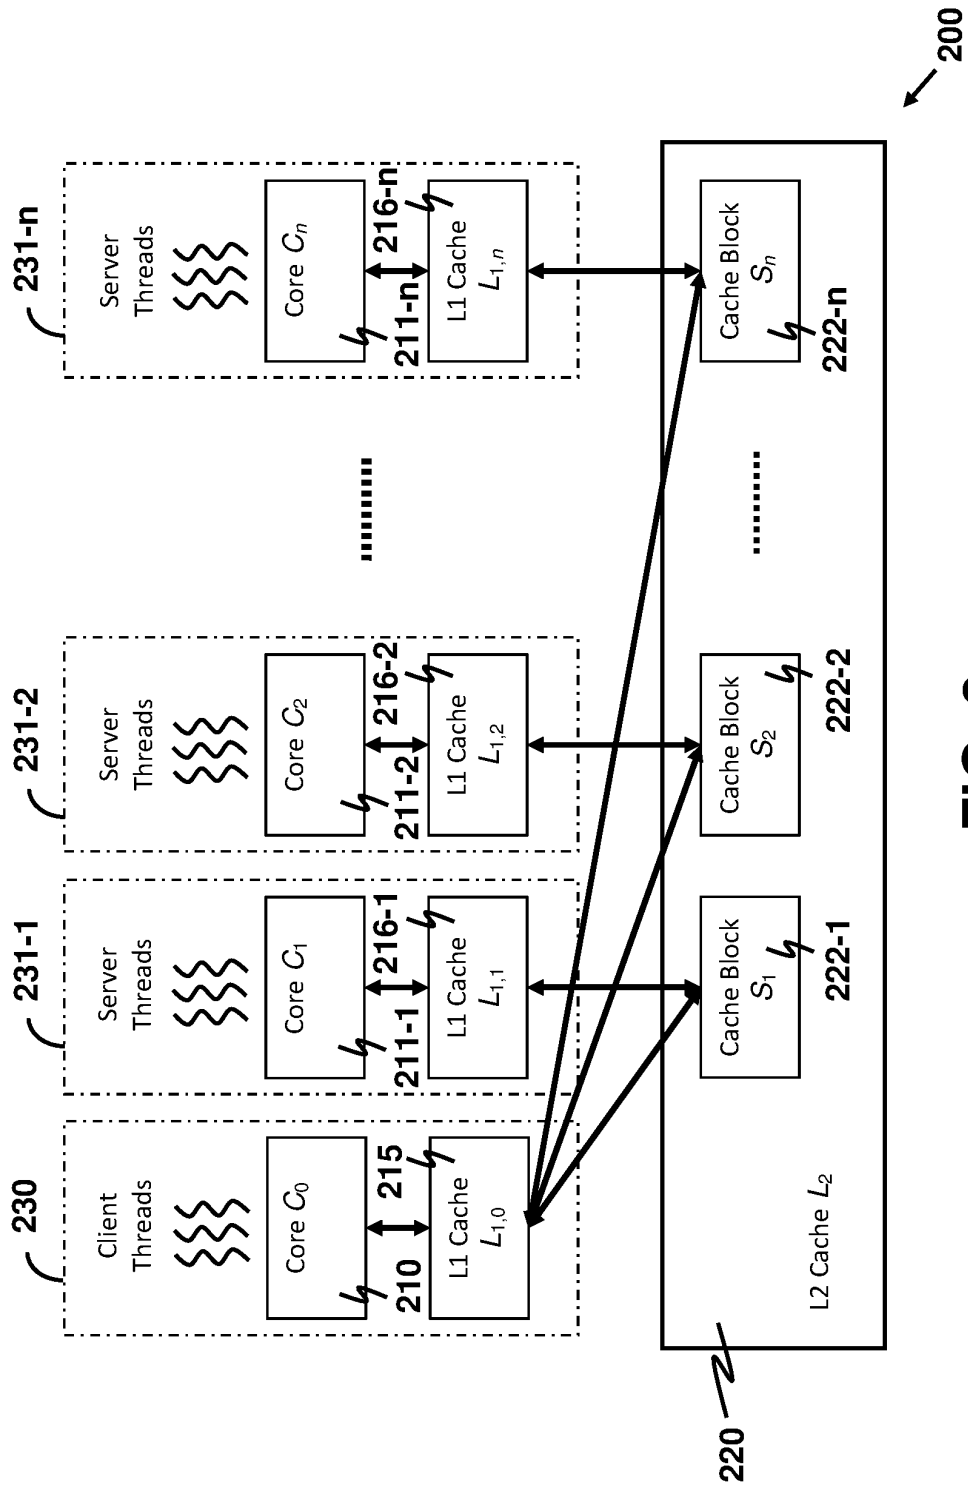 230
231-1
231-2
231-n
Client
Threads
Server
Threads
Server
Threads
Server
Threads
Core C0
Core C1
Core C2
Core Cn
210
215
211-1
216-1
211-2
216-2
211-n
216-n
L1 Cache
L1,0
L1 Cache
L1,1
L1 Cache
L1,2
L1 Cache
L1,n
Cache Block
S1
Cache Block
S2
Cache Block
Sn
222-1
222-2
222-n
L2 Cache L2
220
200